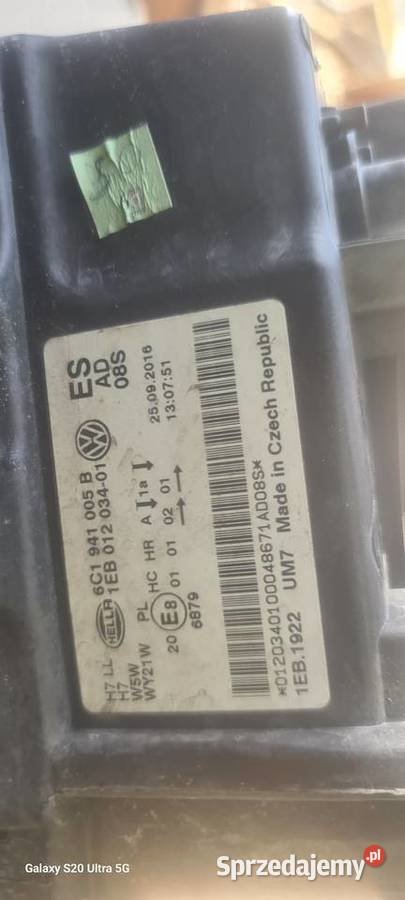 H7 LL
H7
W5W
WY21W
HELLA
6C1 941 005 B
1EB 012 034-01
ES
AD
08S
PL HC HR A 1a
20 E8 01 01 02 01
6879
25.09.2016
13:07:51
*0120340100048671AD08S*
1EB.1922 UM7 Made in Czech Republic
Galaxy S20 Ultra 5G
Sprzedajemy.pl